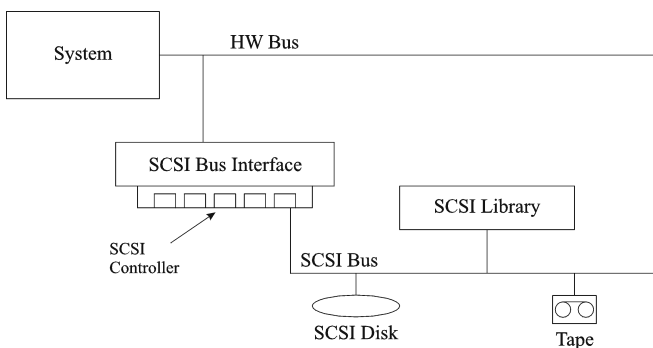 System
HW Bus
SCSI Bus Interface
SCSI Library
SCSI
Controller
SCSI Bus
SCSI Disk
Tape